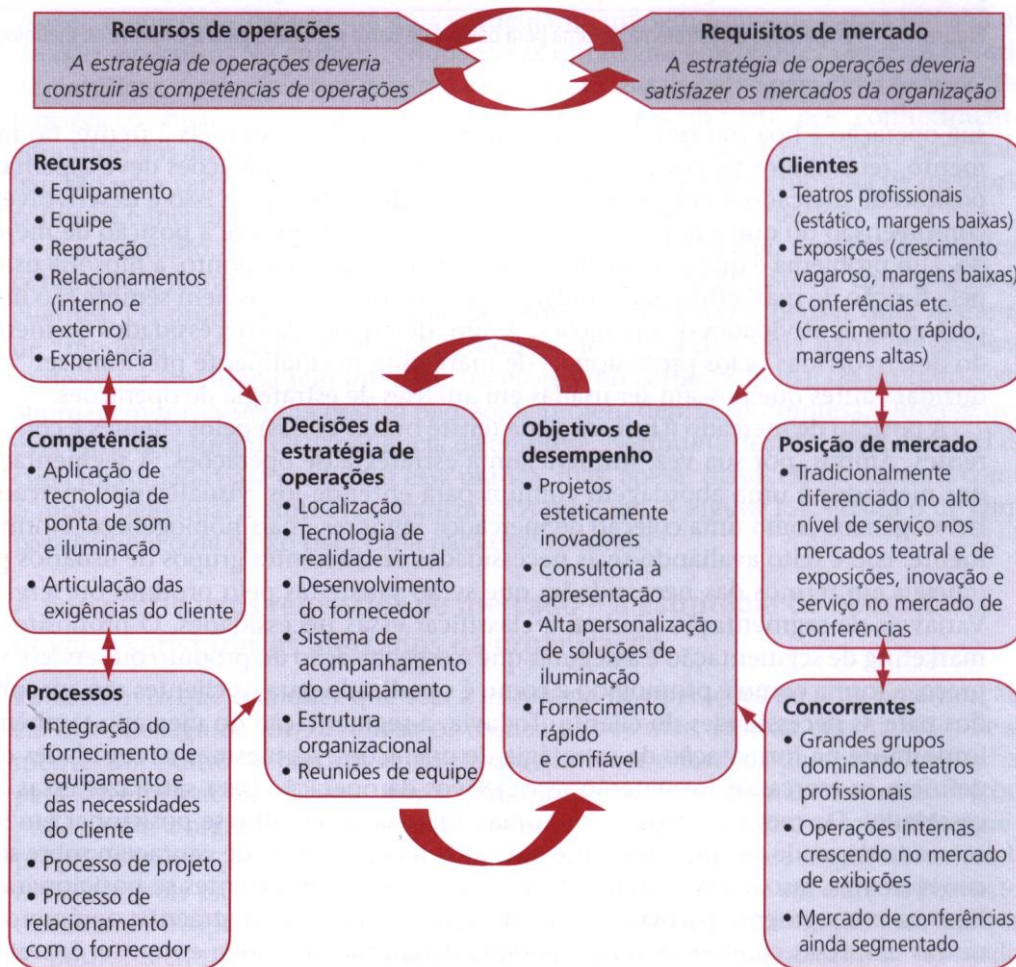 Recursos de operações
A estratégia de operações deveria
construir as competências de operações
Requisitos de mercado
A estratégia de operações deveria
satisfazer os mercados da organização
Recursos
• Equipamento
• Equipe
• Reputação
• Relacionamentos
(interno e
externo)
• Experiência
Clientes
• Teatros profissionais
(estático, margens baixas)
• Exposições (crescimento
vagaroso, margens baixas)
• Conferências etc.
(crescimento rápido,
margens altas)
Competências
• Aplicação de
tecnologia de
ponta de som
e iluminação
• Articulação das
exigências do cliente
Decisões da
estratégia de
operações
• Localização
• Tecnologia de
realidade virtual
• Desenvolvimento
do fornecedor
• Sistema de
acompanhamento
do equipamento
• Estrutura
organizacional
• Reuniões de equipe
Objetivos de
desempenho
• Projetos
esteticamente
inovadores
• Consultoria à
apresentação
• Alta personalização
de soluções de
iluminação
• Fornecimento
rápido
e confiável
Posição de mercado
• Tradicionalmente
diferenciado no alto
nível de serviço nos
mercados teatral e de
exposições, inovação e
serviço no mercado de
conferências
Processos
• Integração do
fornecimento de
equipamento e
das necessidades
do cliente
• Processo de projeto
• Processo de
relacionamento
com o fornecedor
Concorrentes
• Grandes grupos
dominando teatros
profissionais
• Operações internas
crescendo no mercado
de exibições
• Mercado de conferências
ainda segmentado